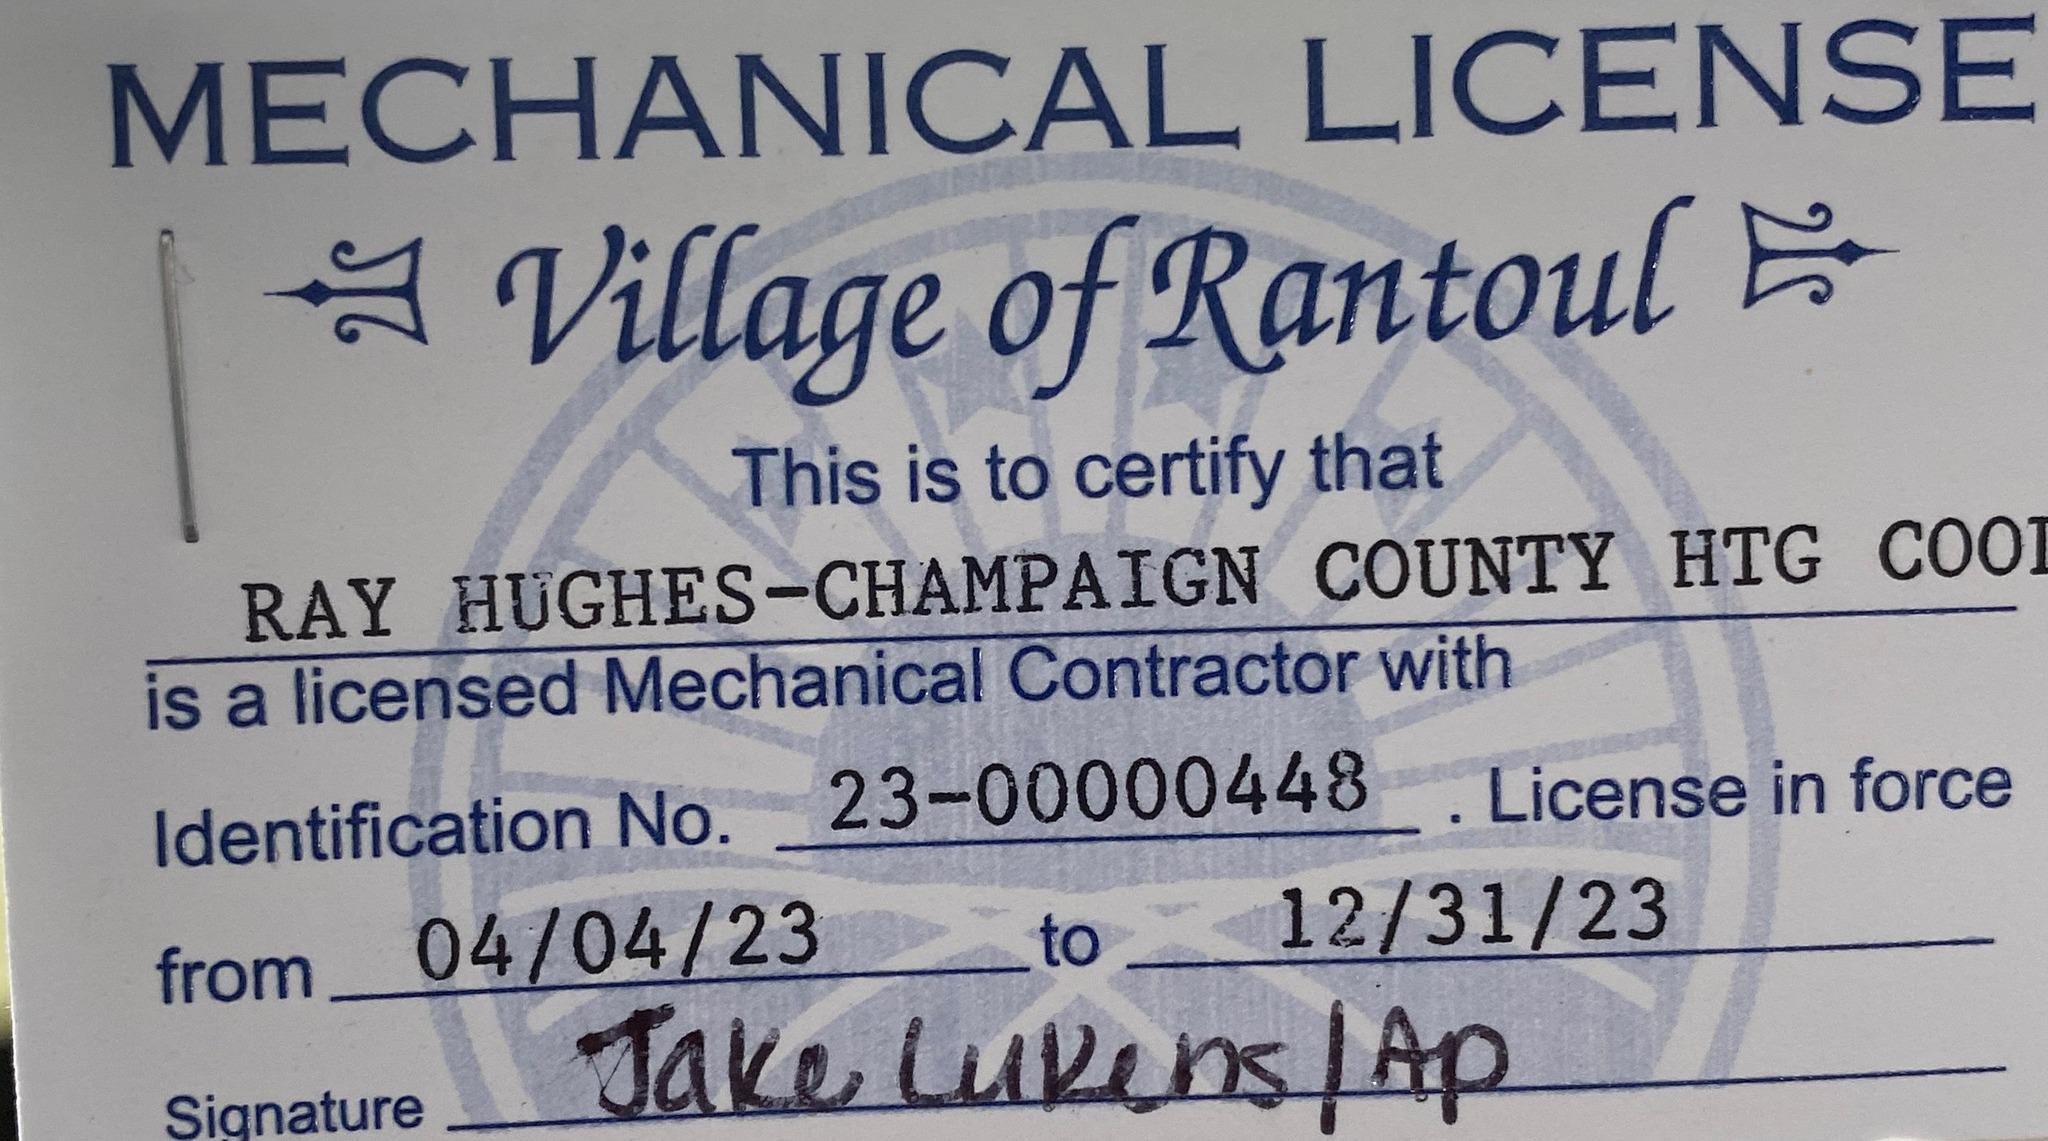 MECHANICAL LICENSE
Village of Rantoul
This is to certify that
RAY HUGHES-CHAMPAIGN COUNTY HTG COOL
is a licensed Mechanical Contractor with
Identification No. 23-00000448 . License in force
from 04/04/23 to 12/31/23
Signature Jake Lukens/Ap